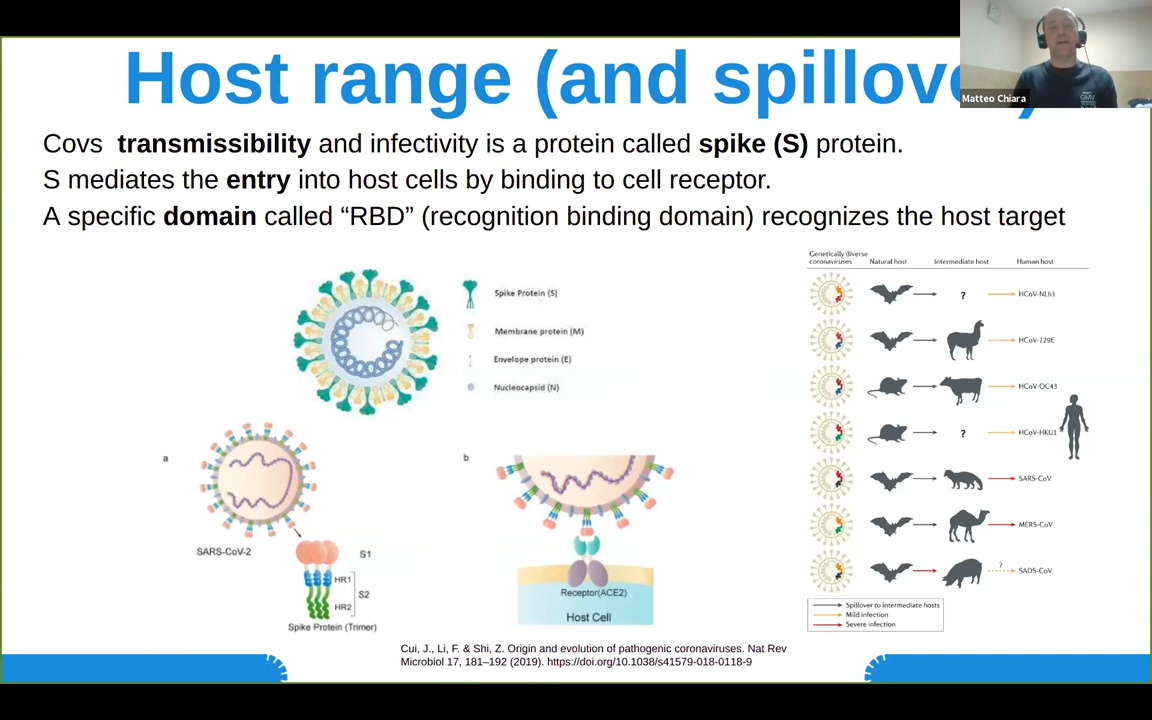 Host range (and spillove
Matteo Chiara
Covs transmissibility and infectivity is a protein called spike (S) protein.
S mediates the entry into host cells by binding to cell receptor.
A specific domain called “RBD” (recognition binding domain) recognizes the host target
Spike Protein (S)
Membrane protein (M)
Envelope protein (E)
Nucleocapsid (N)
a
SARS-CoV-2
S1
HR1
S2
HR2
Spike Protein (Trimer)
b
Receptor(ACE2)
Host Cell
Genetically diverse
coronaviruses Natural host Intermediate host Human host
? HCoV-NL63
HCoV-229E
HCoV-OC43
? HCoV-HKU1
SARS-CoV
MERS-CoV
? SADS-CoV
Spillover to intermediate hosts
Mild infection
Severe infection
Cui, J., Li, F. & Shi, Z. Origin and evolution of pathogenic coronaviruses. Nat Rev
Microbiol 17, 181–192 (2019). https://doi.org/10.1038/s41579-018-0118-9